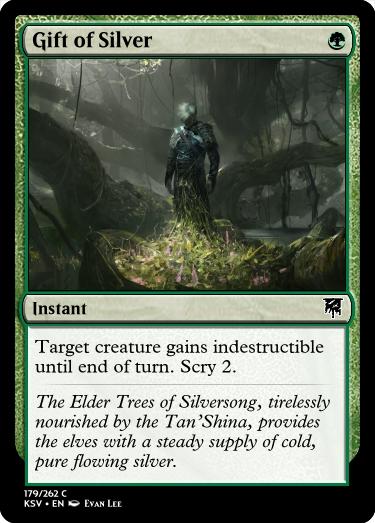 Gift of Silver
Instant
Target creature gains indestructible
until end of turn. Scry 2.
The Elder Trees of Silversong, tirelessly
nourished by the Tan'Shina, provides
the elves with a steady supply of cold,
pure flowing silver.
179/262 C
KSV • EN Evan Lee